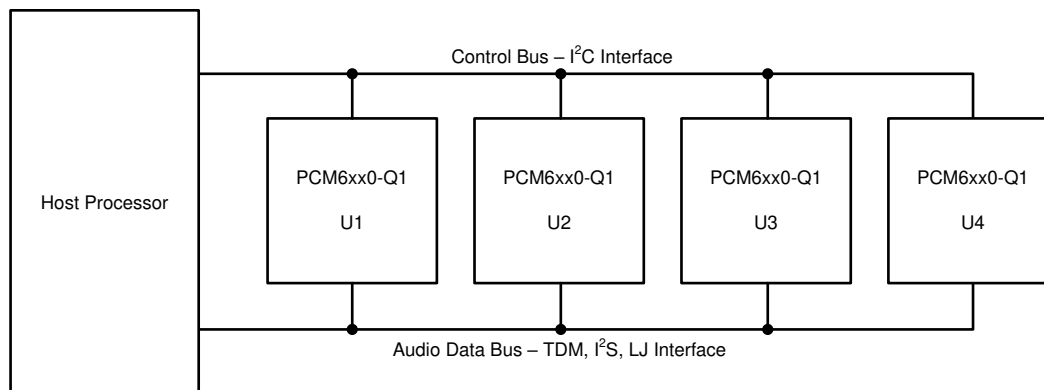 Control Bus – I²C Interface
Host Processor
PCM6xx0-Q1
U1
PCM6xx0-Q1
U2
PCM6xx0-Q1
U3
PCM6xx0-Q1
U4
Audio Data Bus – TDM, I²S, LJ Interface